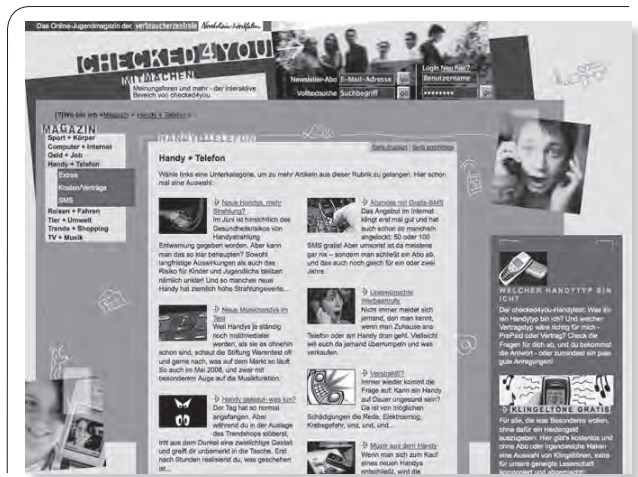 Das Online-Jugendmagazin der verbraucherzentrale Nordrhein-Westfalen
CHECKED4YOU
MITMACHEN
Meinungsforen und mehr - der interaktive
Bereich von checked4you.
Login Neu hier?
Newsletter-Abo E-Mail-Adresse go Benutzername
Volltextsuche Suchbegriff go ******** go
[?]Wo bin ich »Magazin » Handy + Telefon »
MAGAZIN
Sport + Körper
Computer + Internet
Geld + Job
Handy + Telefon
Extras
Kosten/Verträge
SMS
Reisen + Fahren
Tier + Umwelt
Trends + Shopping
TV + Musik
HANDY/TELEFON
Handy + Telefon
Wähle links eine Unterkategorie, um zu mehr Artikeln aus dieser Rubrik zu gelangen. Hier schon
mal eine Auswahl:
Neue Handys, mehr
Strahlung?
Im Juni ist hinsichtlich des
Gesundheitsrisikos von
Handystrahlung
Entwarnung gegeben worden. Aber kann
man das so klar behaupten? Sowohl
langfristige Auswirkungen als auch das
Risiko für Kinder und Jugendliche bleiben
nämlich unklar! Und so manches neue
Handy hat ziemlich hohe Strahlungswerte...
Abzocke mit Gratis-SMS
Das Angebot im Internet
klingt erst mal gut und hat
auch schon so manche/n
angelockt: 50 oder 100
SMS gratis! Aber umsonst ist da meistens
gar nix – sondern man schließt ein Abo ab,
und das auch noch gleich für ein oder zwei
Jahre.
Neue Musikhandys im
Test
Weil Handys ja ständig
noch multimedialer
werden, als sie es ohnehin
schon sind, schaut die Stiftung Warentest oft
und gerne nach, was auf dem Markt so läuft.
So auch im Mai 2008, und zwar mit
besonderem Auge auf die Musikfunktion.
Unerwünschte
Werbeanrufe
Nicht immer meldet sich
jemand, den man kennt,
wenn man Zuhause ans
Telefon oder am Handy dran geht. Vielleicht
will euch da jemand überrumpeln und was
verkaufen.
Handy geklaut- was tun?
Der Tag hat so normal
angefangen. Aber
während du in der Auslage
des Trendshops stöberst,
tritt aus dem Dunkel eine zwielichtige Gestalt
und greift dir unbemerkt in die Tasche. Erst
nach Stunden realisierst du, was geschehen
ist...
Verstrahlt?
Immer wieder kommt die
Frage auf: Kann ein Handy
auf Dauer ungesund sein?
Da ist von möglichen
Schädigungen die Rede, Elektrosmog,
Krebsgefahr, und, und, und...
Musik aus dem Handy
Wenn man sich zum Kauf
eines neuen Handys
entschließt, wird die
WELCHER HANDYTYP BIN
ICH?
Der checked4you-Handytest: Was für
ein Handytyp bin ich? Und welcher
Vertragstyp wäre richtig für mich -
PrePaid oder Vertrag? Check die
Fragen für dich ab, und du bekommst
die Antwort - oder zumindest ein paar
gute Anregungen!
KLINGELTÖNE GRATIS
Für alle, die was Besonderes wollen,
ohne dafür ein Heidengeld
auszugeben: Hier gibt's kostenlos und
ohne Abo oder irgendwelche Haken
eine Auswahl von Klingeltönen, extra
für unsere geneigte Leserschaft
komponiert und abgemischt!